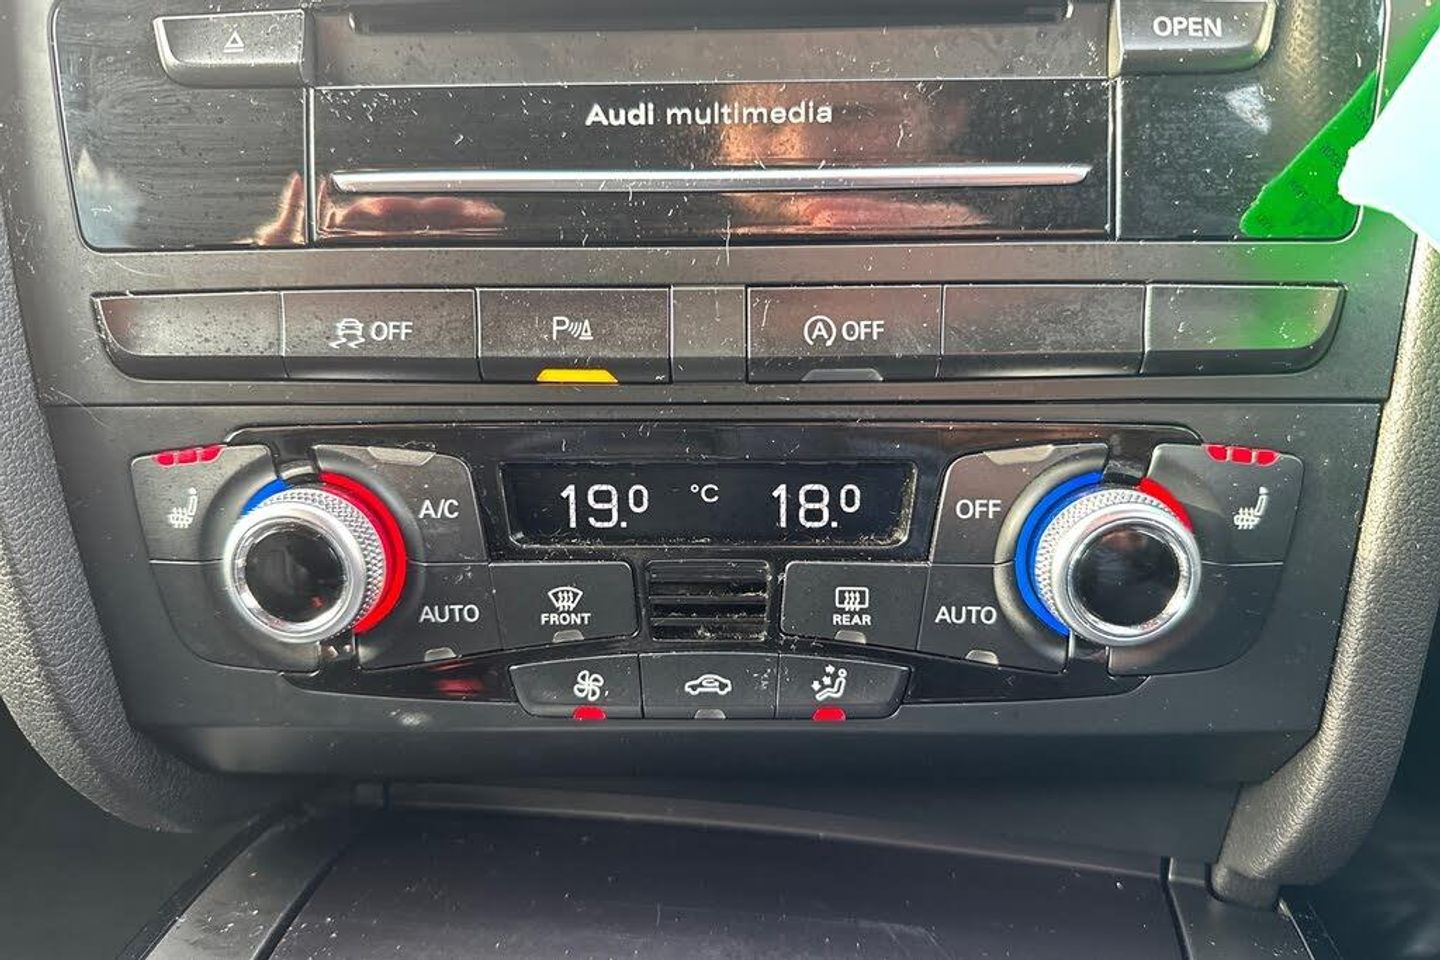 OPEN
Audi multimedia
OFF
P
A OFF
A/C
19.0 °C 18.0
OFF
AUTO
FRONT
REAR
AUTO